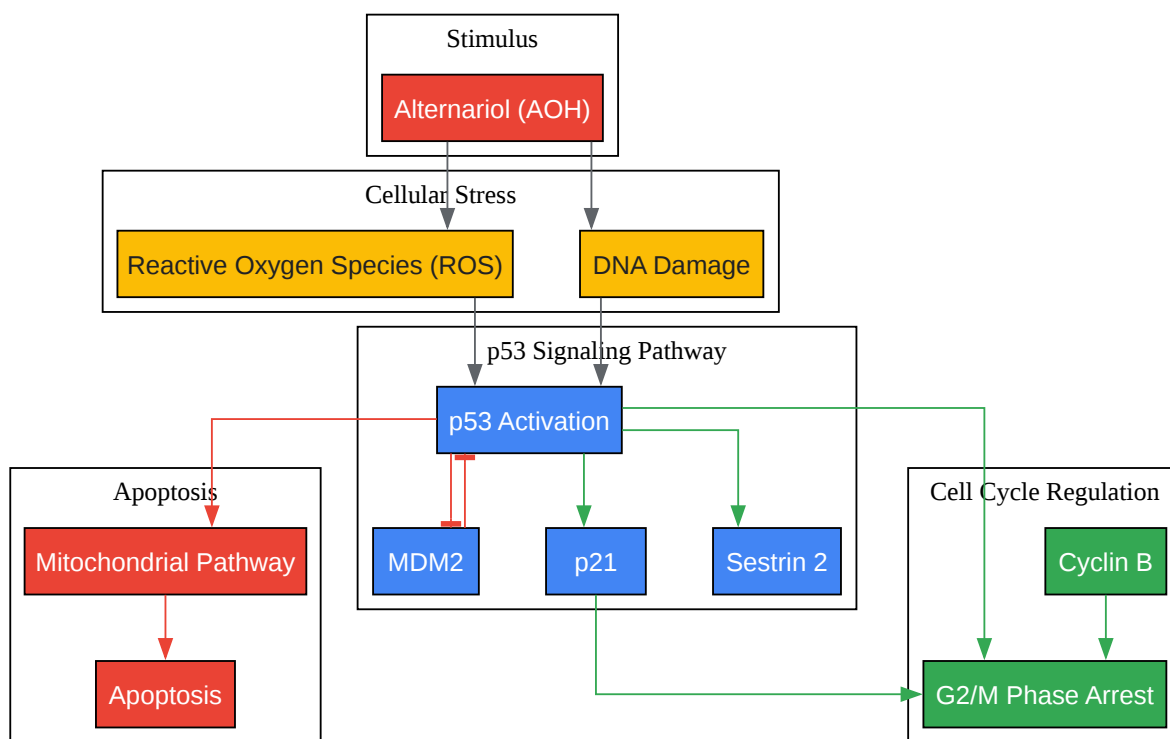 Stimulus
Alternariol (AOH)
Cellular Stress
Reactive Oxygen Species (ROS)
DNA Damage
p53 Signaling Pathway
p53 Activation
Apoptosis
Cell Cycle Regulation
Mitochondrial Pathway
MDM2
p21
Sestrin 2
Cyclin B
Apoptosis
G2/M Phase Arrest